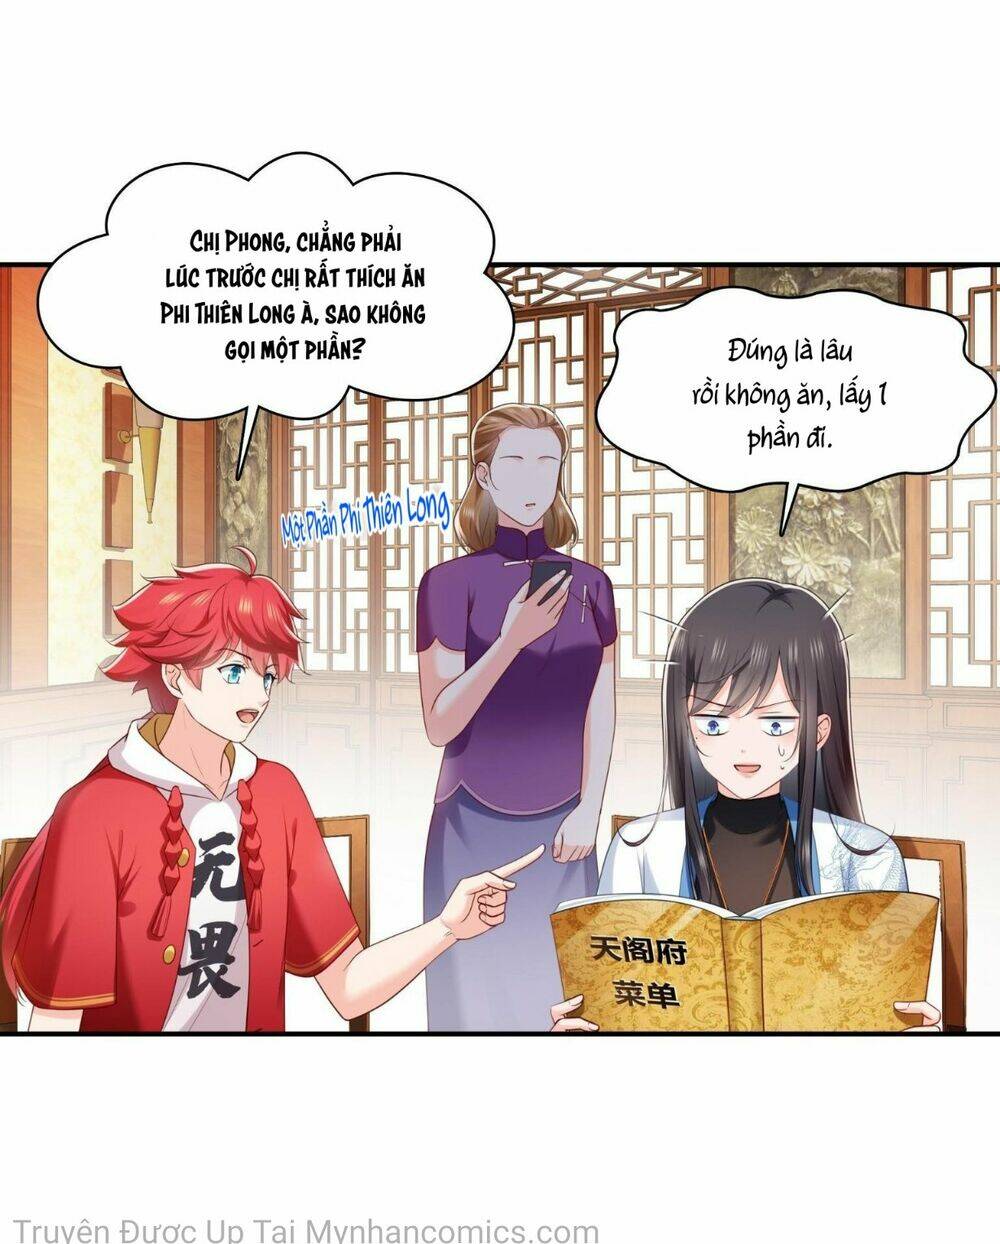 CHỊ PHONG, CHẲNG PHẢI
LÚC TRƯỚC CHỊ RẤT THÍCH ĂN
PHI THIÊN LONG À, SAO KHÔNG
GỌI MỘT PHẦN?
Đúng là lâu
rồi không ăn, lấy 1
phần đi.
Một Phần Phi Thiên Long
无
畏
天阁府
菜单
Truyện Được Up Tại Mynhancomics.com